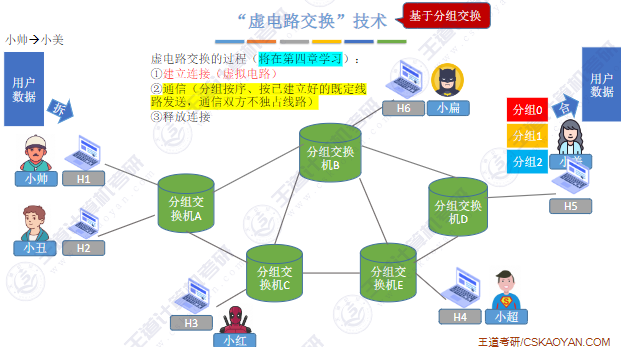 “虚电路交换”技术
基于分组交换
小帅→小美
虚电路交换的过程（将在第四章学习）：
①建立连接（虚拟电路）
②通信（分组按序、按已建立好的既定线
路发送，通信双方不独占线路）
③释放连接
用户
数据
拆
用户
数据
合
分组0
分组1
分组2
小美
H6
小扁
小帅
H1
小丑
H2
分组交换
机A
分组交换
机B
分组交换
机C
分组交换
机D
分组交换
机E
H5
H3
小红
H4
小超
王道考研/CSKAOYAN.COM
王道计算机考研